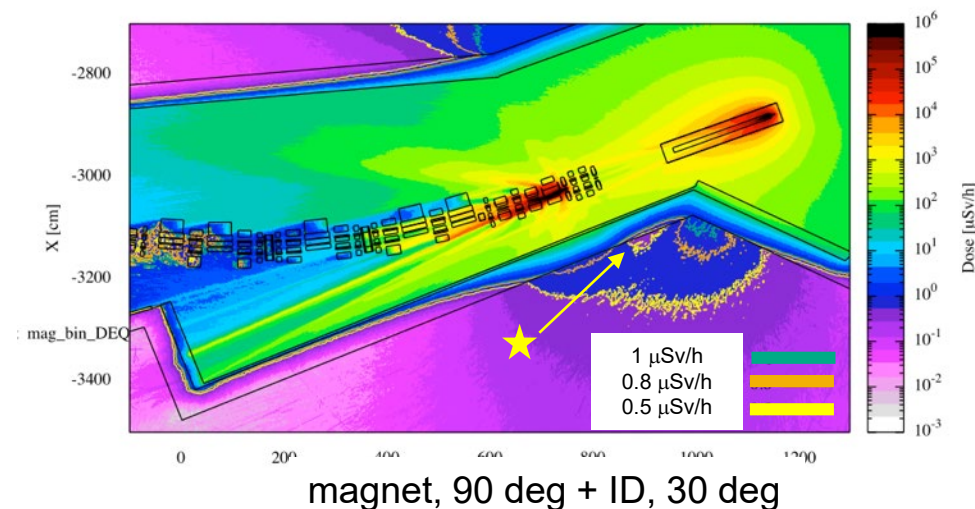 10^6
-2800
10^5
10^4
-3000
10^3
X [cm]
10^2
Dose [μSv/h]
10^1
-3200
10^0
: mag_bin_DEQ
10^-1
1 μSv/h
-3400
0.8 μSv/h
10^-2
0.5 μSv/h
10^-3
0 200 400 600 800 1000 1200
magnet, 90 deg + ID, 30 deg